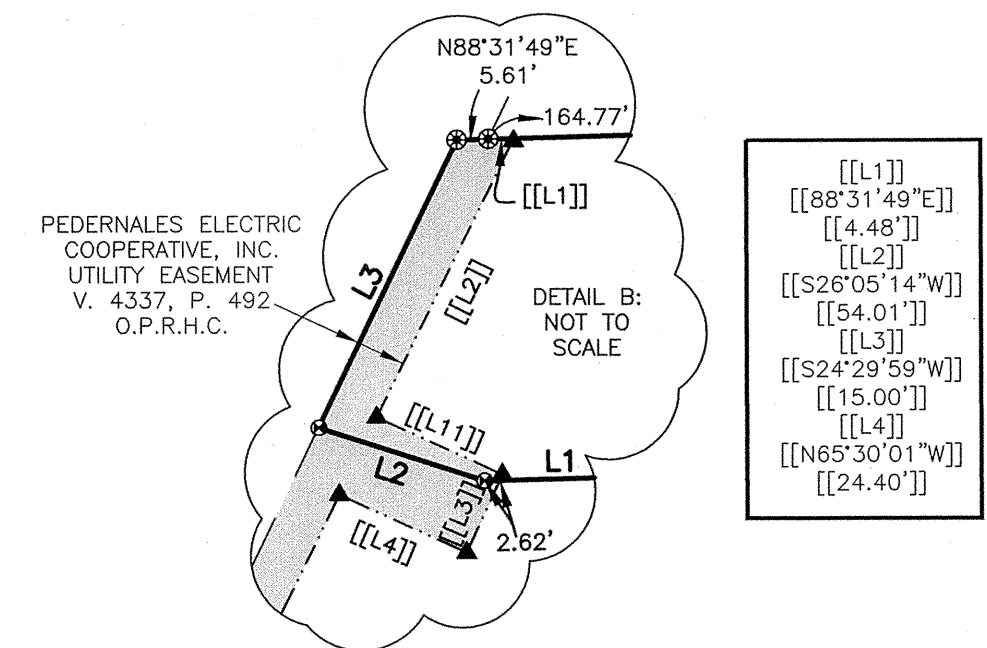 N88°31'49"E
5.61'
164.77'
[[L1]]
PEDERNALES ELECTRIC
COOPERATIVE, INC.
UTILITY EASEMENT
V. 4337, P. 492
O.P.R.H.C.
L3
[[L2]]
DETAIL B:
NOT TO
SCALE
[[L11]]
L2
L1
[[L3]]
[[L4]]
2.62'
[[L1]]
[[88°31'49"E]]
[[4.48']]
[[L2]]
[[S26°05'14"W]]
[[54.01']]
[[L3]]
[[S24°29'59"W]]
[[15.00']]
[[L4]]
[[N65°30'01"W]]
[[24.40']]